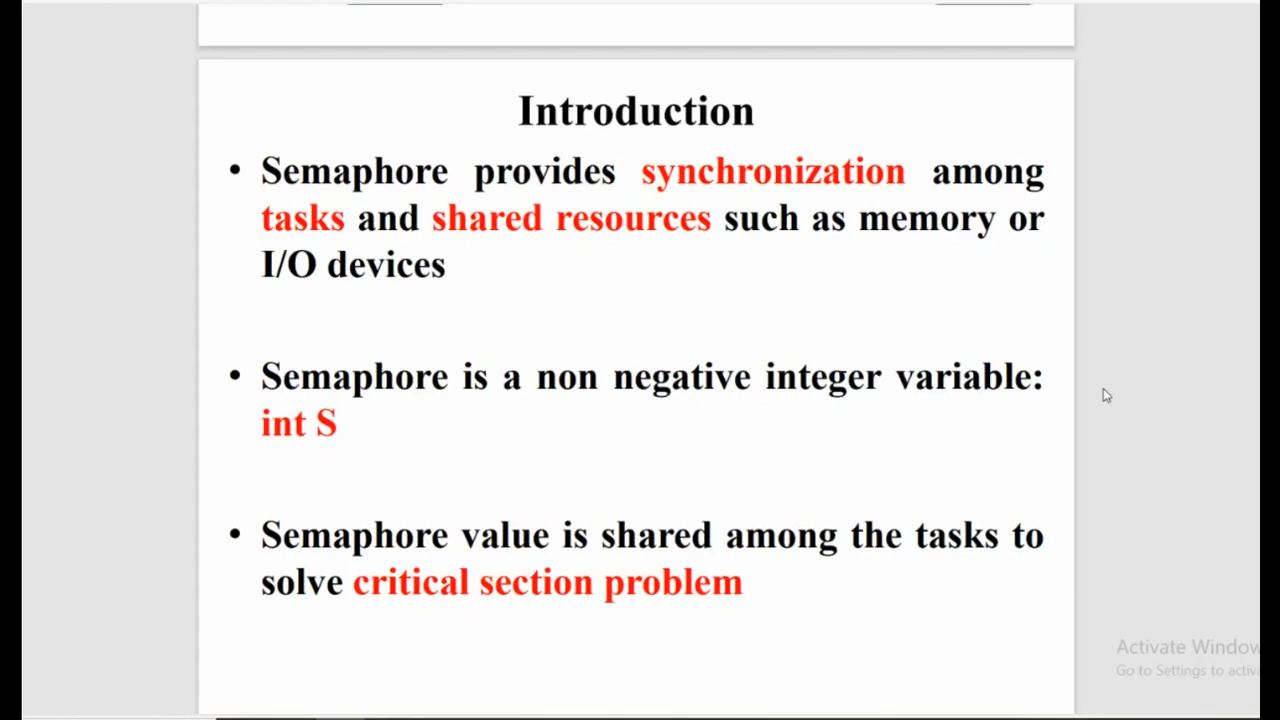 Introduction
• Semaphore provides synchronization among
tasks and shared resources such as memory or
I/O devices
• Semaphore is a non negative integer variable:
int S
• Semaphore value is shared among the tasks to
solve critical section problem
Activate Window
Go to Settings to activa